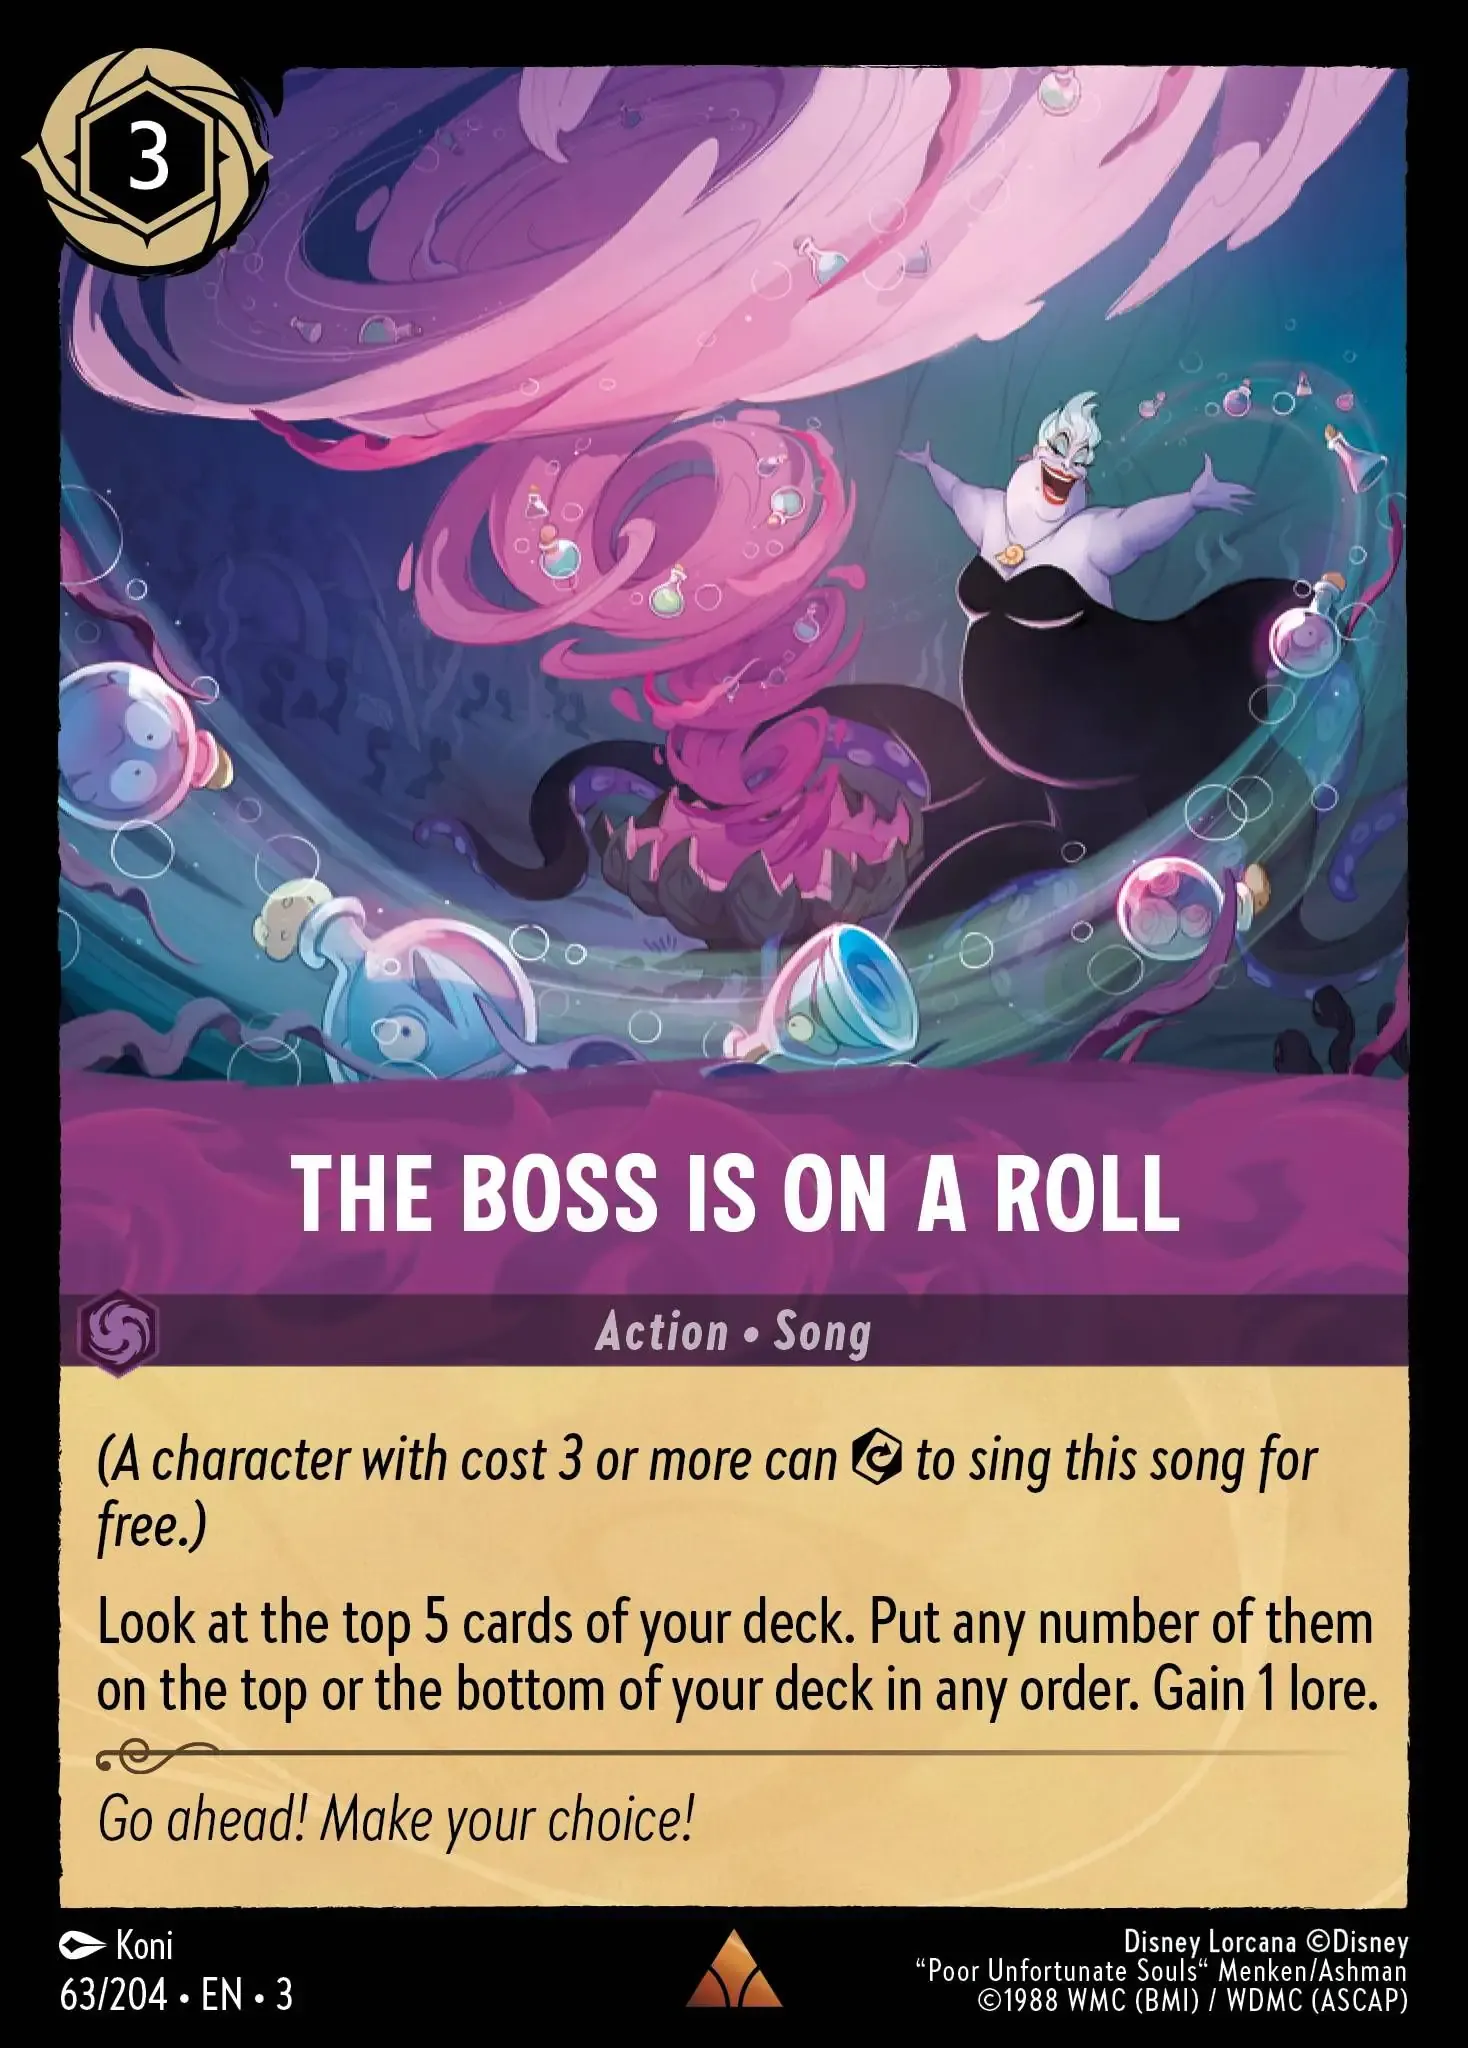 3
THE BOSS IS ON A ROLL
Action • Song
(A character with cost 3 or more can to sing this song for
free.)
Look at the top 5 cards of your deck. Put any number of them
on the top or the bottom of your deck in any order. Gain 1 lore.
Go ahead! Make your choice!
Koni
63/204 • EN • 3
Disney Lorcana ©Disney
“Poor Unfortunate Souls“ Menken/Ashman
©1988 WMC (BMI) / WDMC (ASCAP)